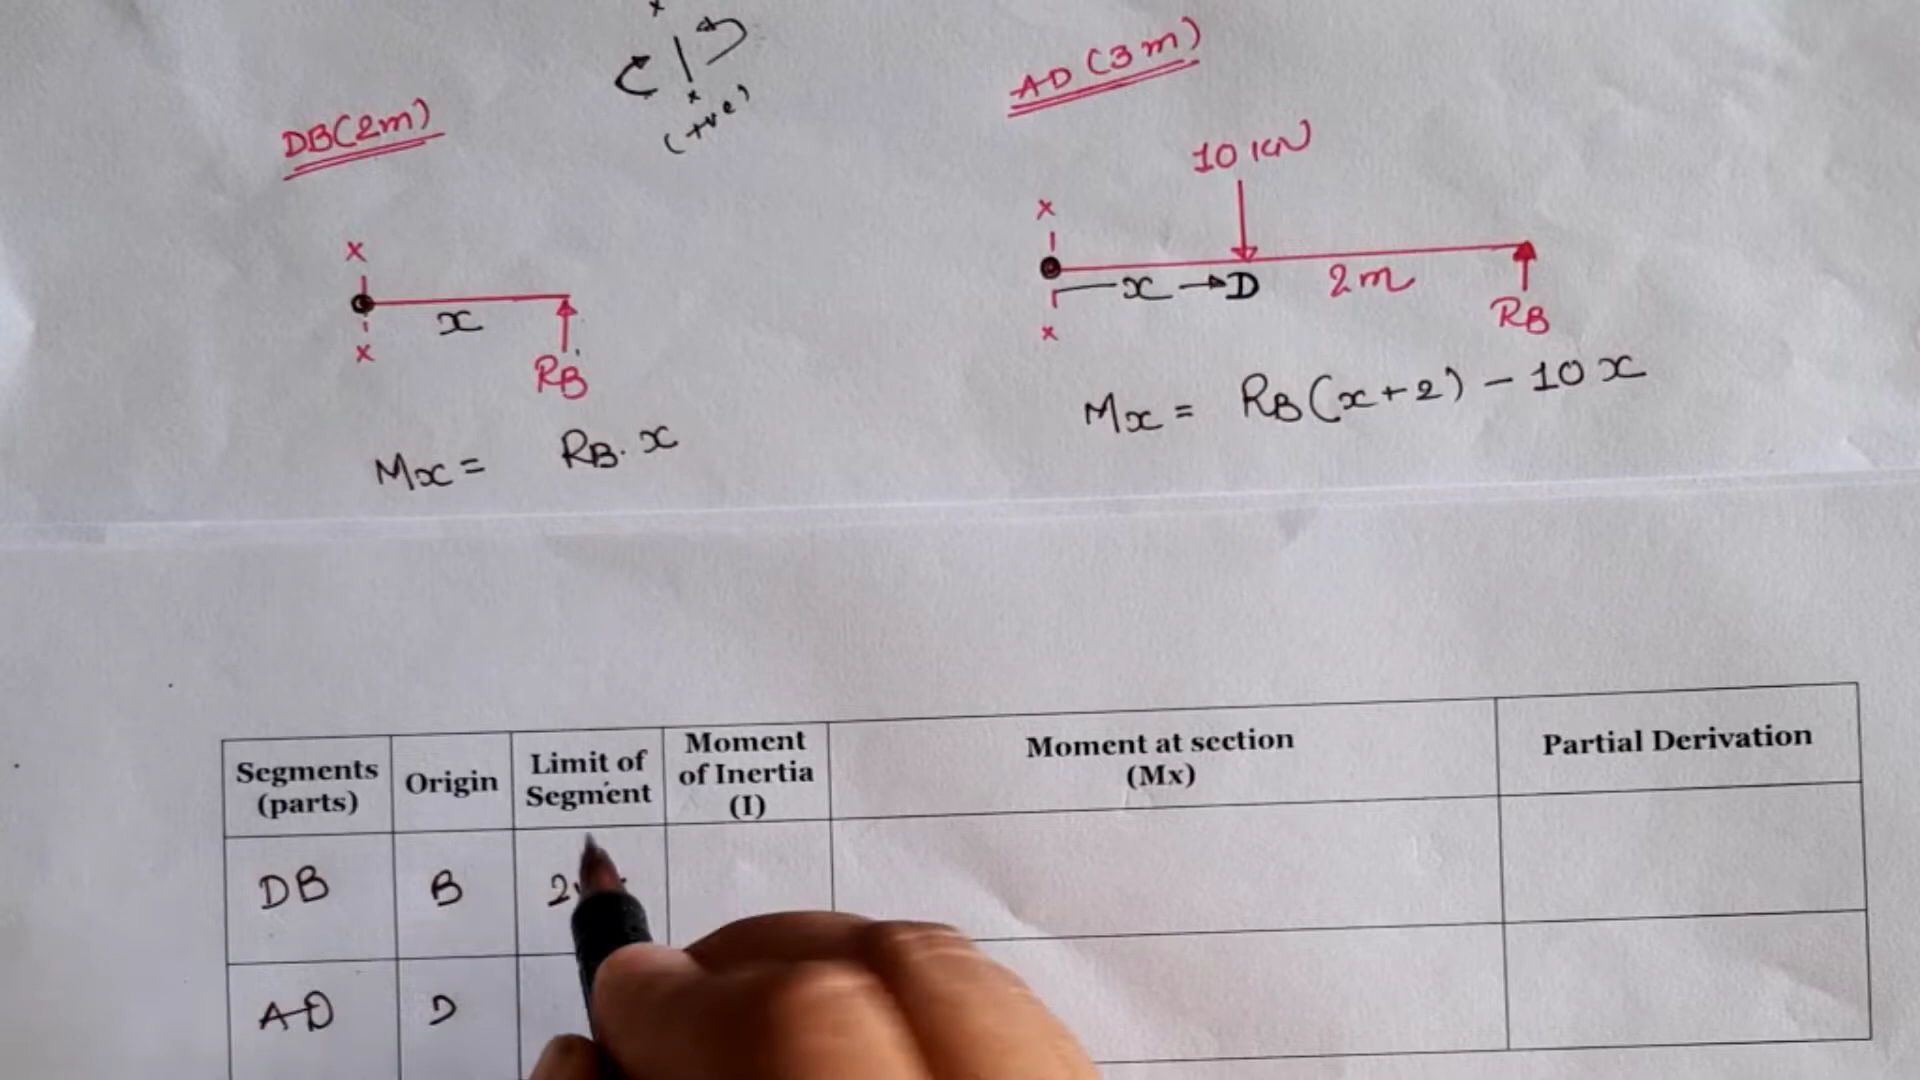 x
x
(+ve)
DB(2m)
x
x
x
RB
Mx = RB. x
AD (3m)
10 KN
x
x
x
D
2m
RB
Mx = RB(x+2) - 10x
Segments (parts)
Origin
Limit of Segment
Moment of Inertia (I)
Moment at section (Mx)
Partial Derivation
DB
B
AD
D